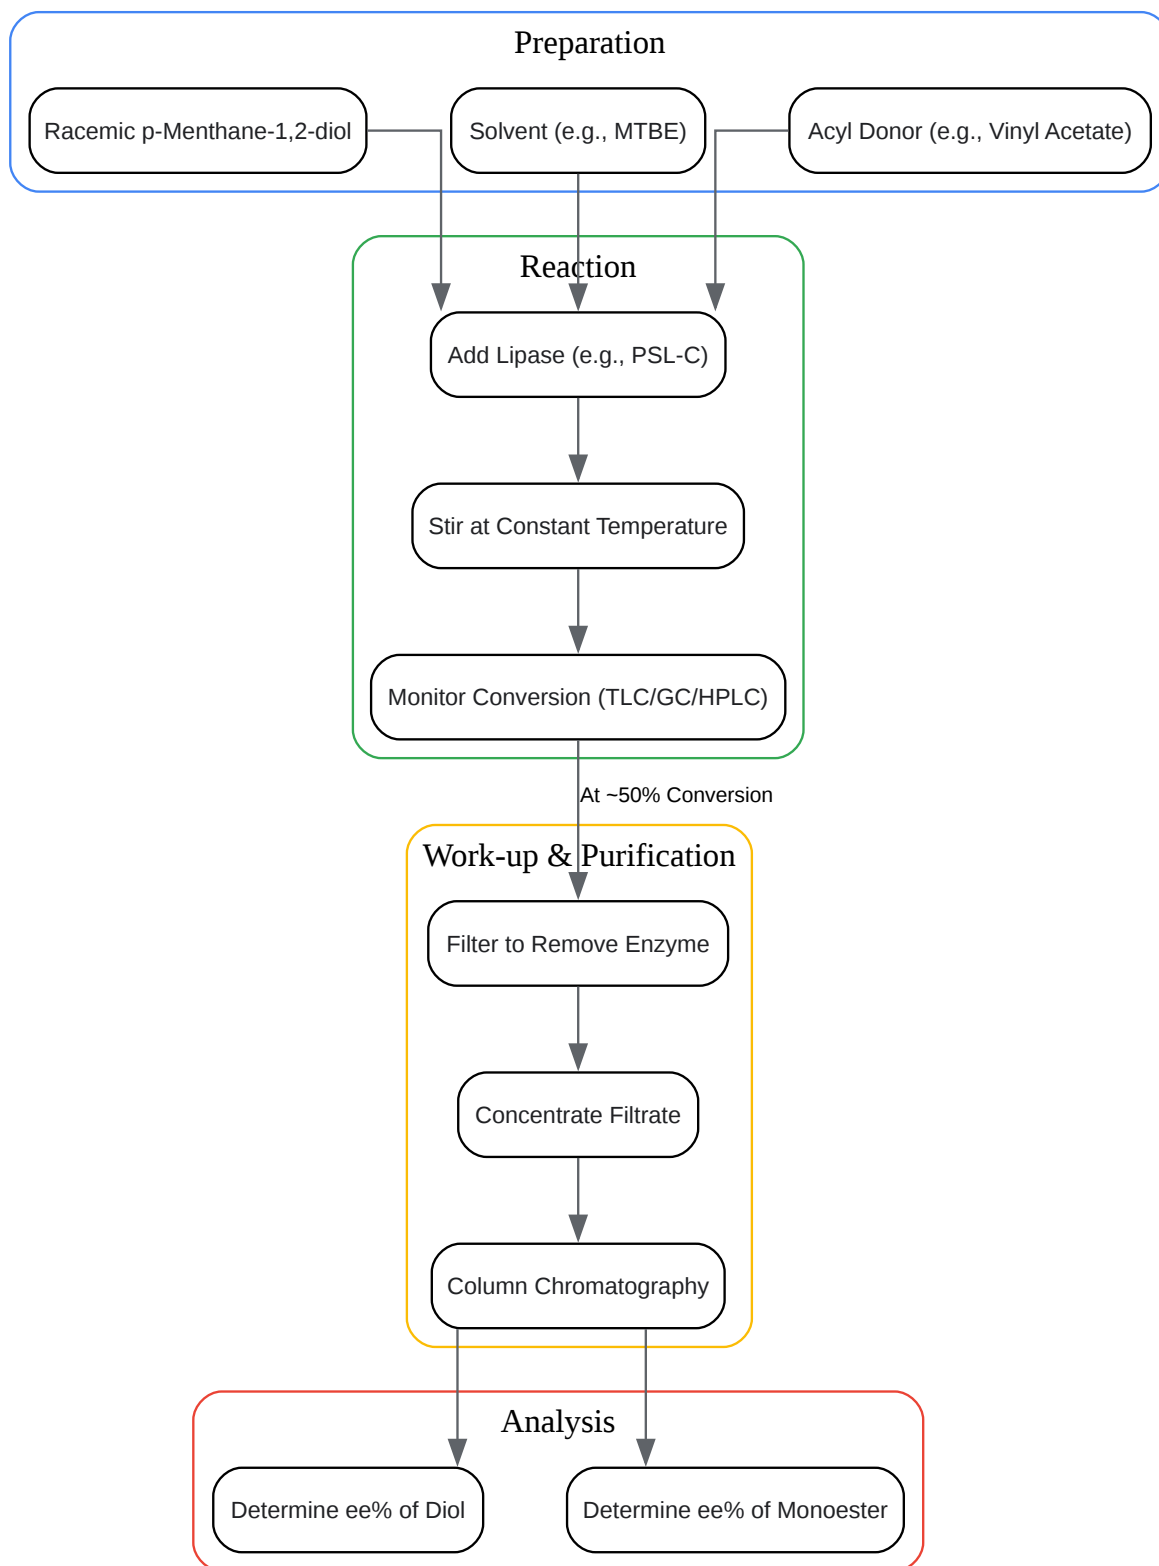 Preparation
Racemic p-Menthane-1,2-diol
Solvent (e.g., MTBE)
Acyl Donor (e.g., Vinyl Acetate)
Reaction
Add Lipase (e.g., PSL-C)
Stir at Constant Temperature
Monitor Conversion (TLC/GC/HPLC)
At ~50% Conversion
Work-up & Purification
Filter to Remove Enzyme
Concentrate Filtrate
Column Chromatography
Analysis
Determine ee% of Diol
Determine ee% of Monoester